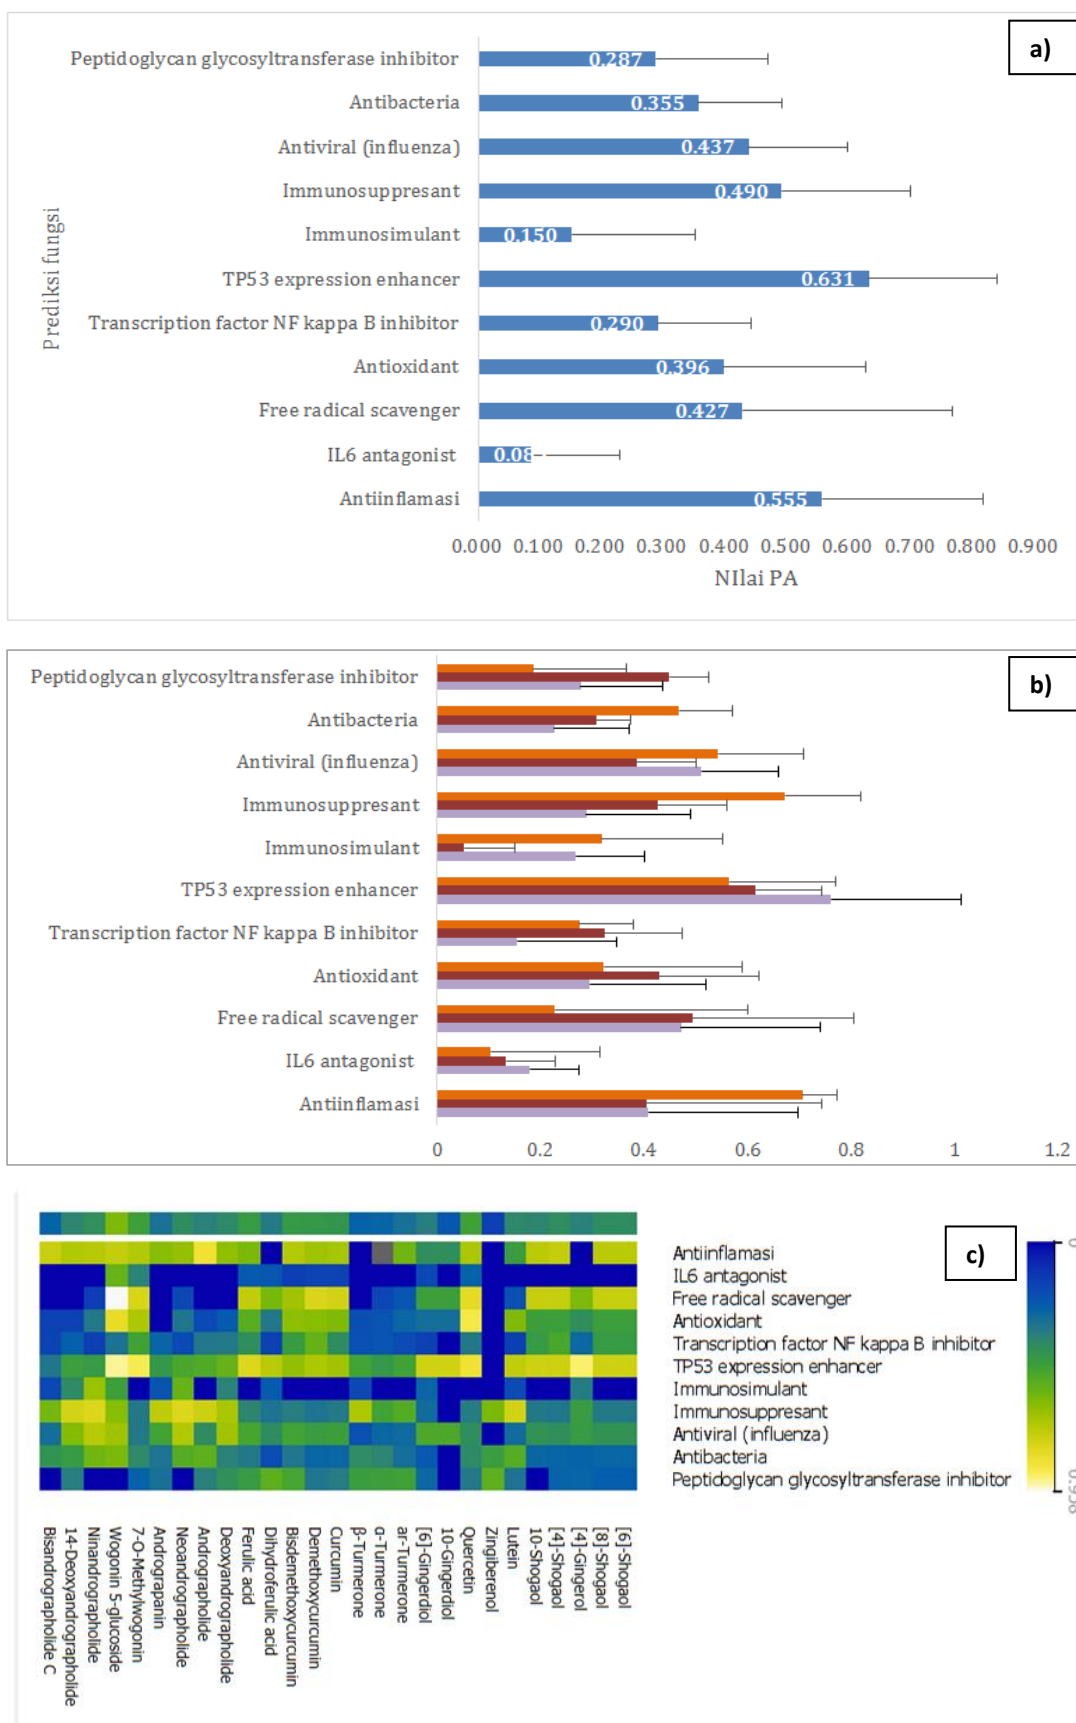 a)
Peptidoglycan glycosyltransferase inhibitor
0.287
Antibacteria
0.355
Antiviral (influenza)
0.437
Immunosuppresant
0.490
Immunosimulant
0.150
TP53 expression enhancer
0.631
Transcription factor NF kappa B inhibitor
0.290
Antioxidant
0.396
Free radical scavenger
0.427
IL6 antagonist
0.08
Antiinflamasi
0.555
Prediksi fungsi
0.000 0.100 0.200 0.300 0.400 0.500 0.600 0.700 0.800 0.900
NIlai PA
b)
Peptidoglycan glycosyltransferase inhibitor
Antibacteria
Antiviral (influenza)
Immunosuppresant
Immunosimulant
TP53 expression enhancer
Transcription factor NF kappa B inhibitor
Antioxidant
Free radical scavenger
IL6 antagonist
Antiinflamasi
0 0.2 0.4 0.6 0.8 1 1.2
c)
Antiinflamasi
IL6 antagonist
Free radical scavenger
Antioxidant
Transcription factor NF kappa B inhibitor
TP53 expression enhancer
Immunosimulant
Immunosuppresant
Antiviral (influenza)
Antibacteria
Peptidoglycan glycosyltransferase inhibitor
0
0.958
Bisandrographolide C
14-Deoxyandrographolide
Ninandrographolide
Wogonin 5-glucoside
7-O-Methylwogonin
Andrograpanin
Neoandrographolide
Andrographolide
Deoxyandrographolide
Ferulic acid
Dihydroferulic acid
Bisdemethoxycurcumin
Demethoxycurcumin
Curcumin
β-Turmerone
α-Turmerone
ar-Turmerone
[6]-Gingerdiol
10-Gingerdiol
Quercetin
Zingiberenol
Lutein
10-Shogaol
[4]-Shogaol
[4]-Gingerol
[8]-Shogaol
[6]-Shogaol